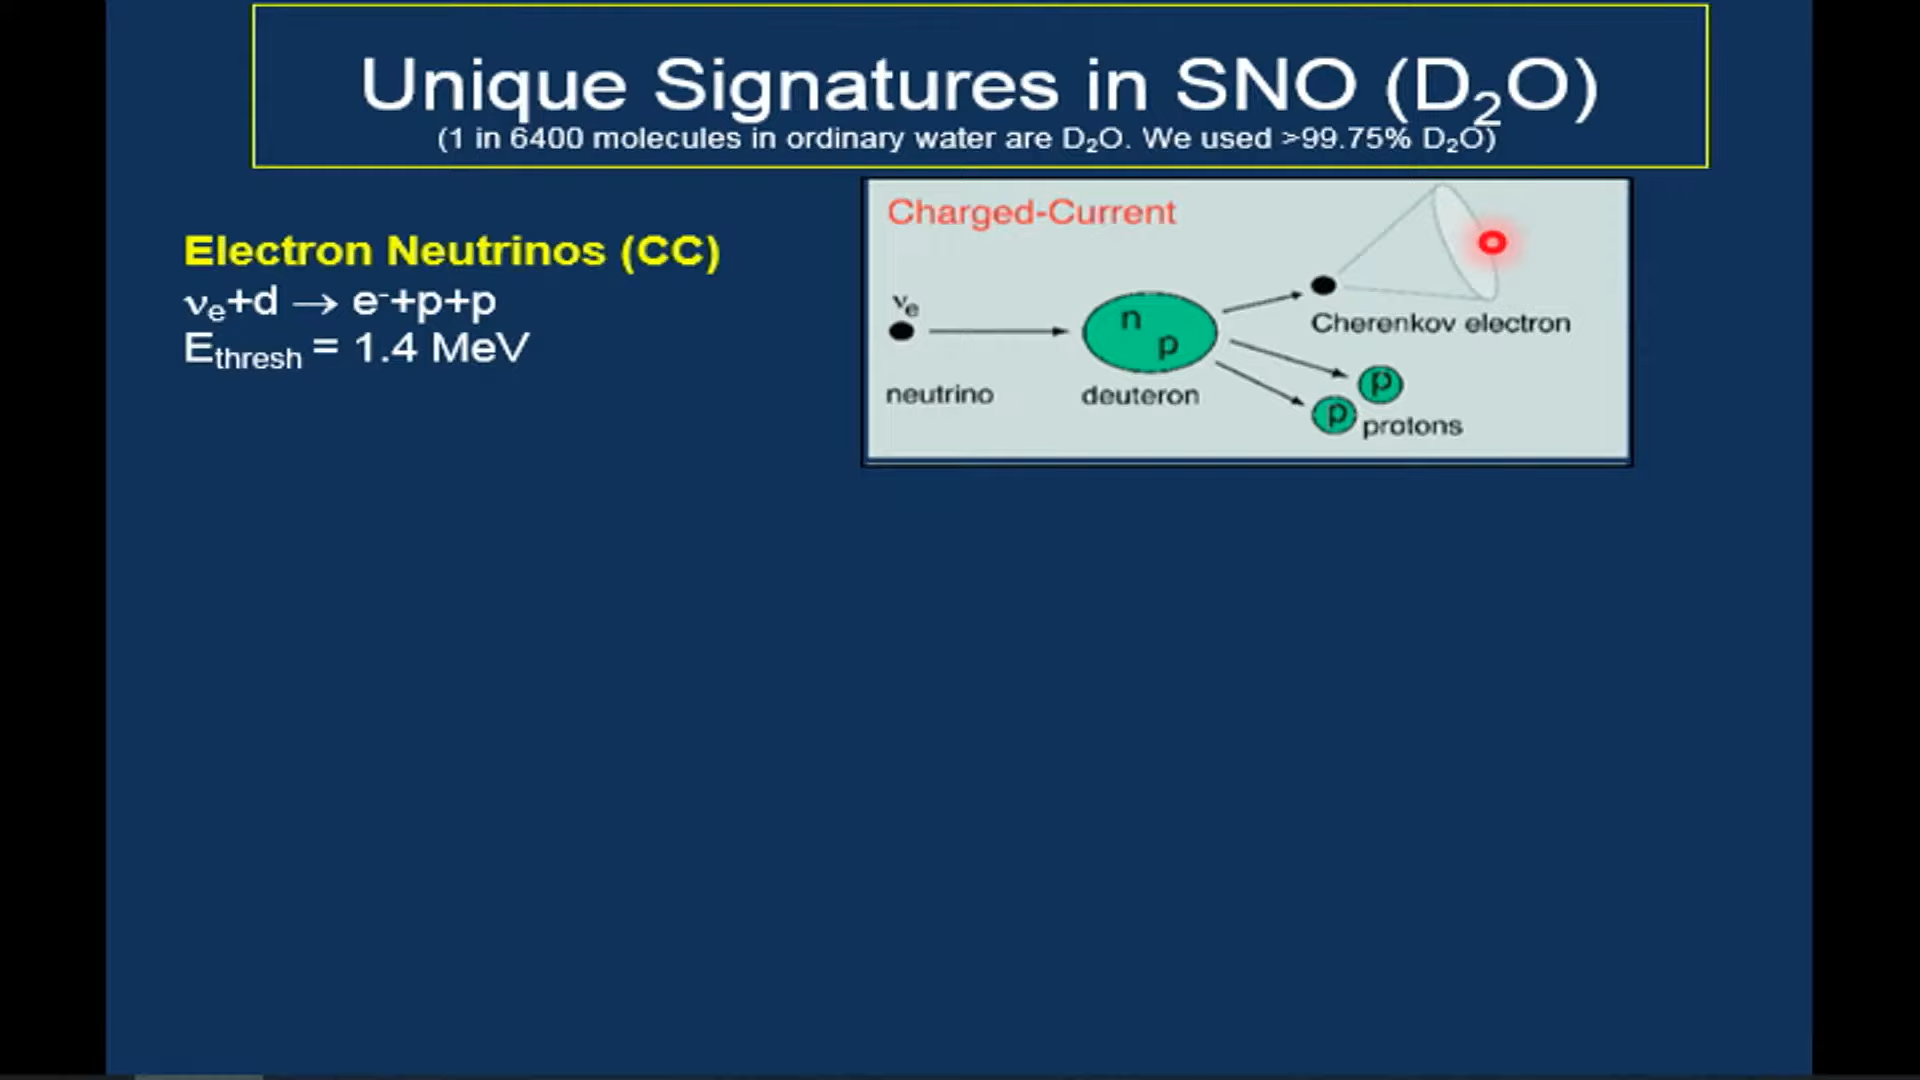 Unique Signatures in SNO (D₂O)
(1 in 6400 molecules in ordinary water are D₂O. We used >99.75% D₂O)
Electron Neutrinos (CC)
νₑ+d → e⁻+p+p
E_thresh = 1.4 MeV
Charged-Current
νₑ
n
p
Cherenkov electron
neutrino
deuteron
p
p
protons